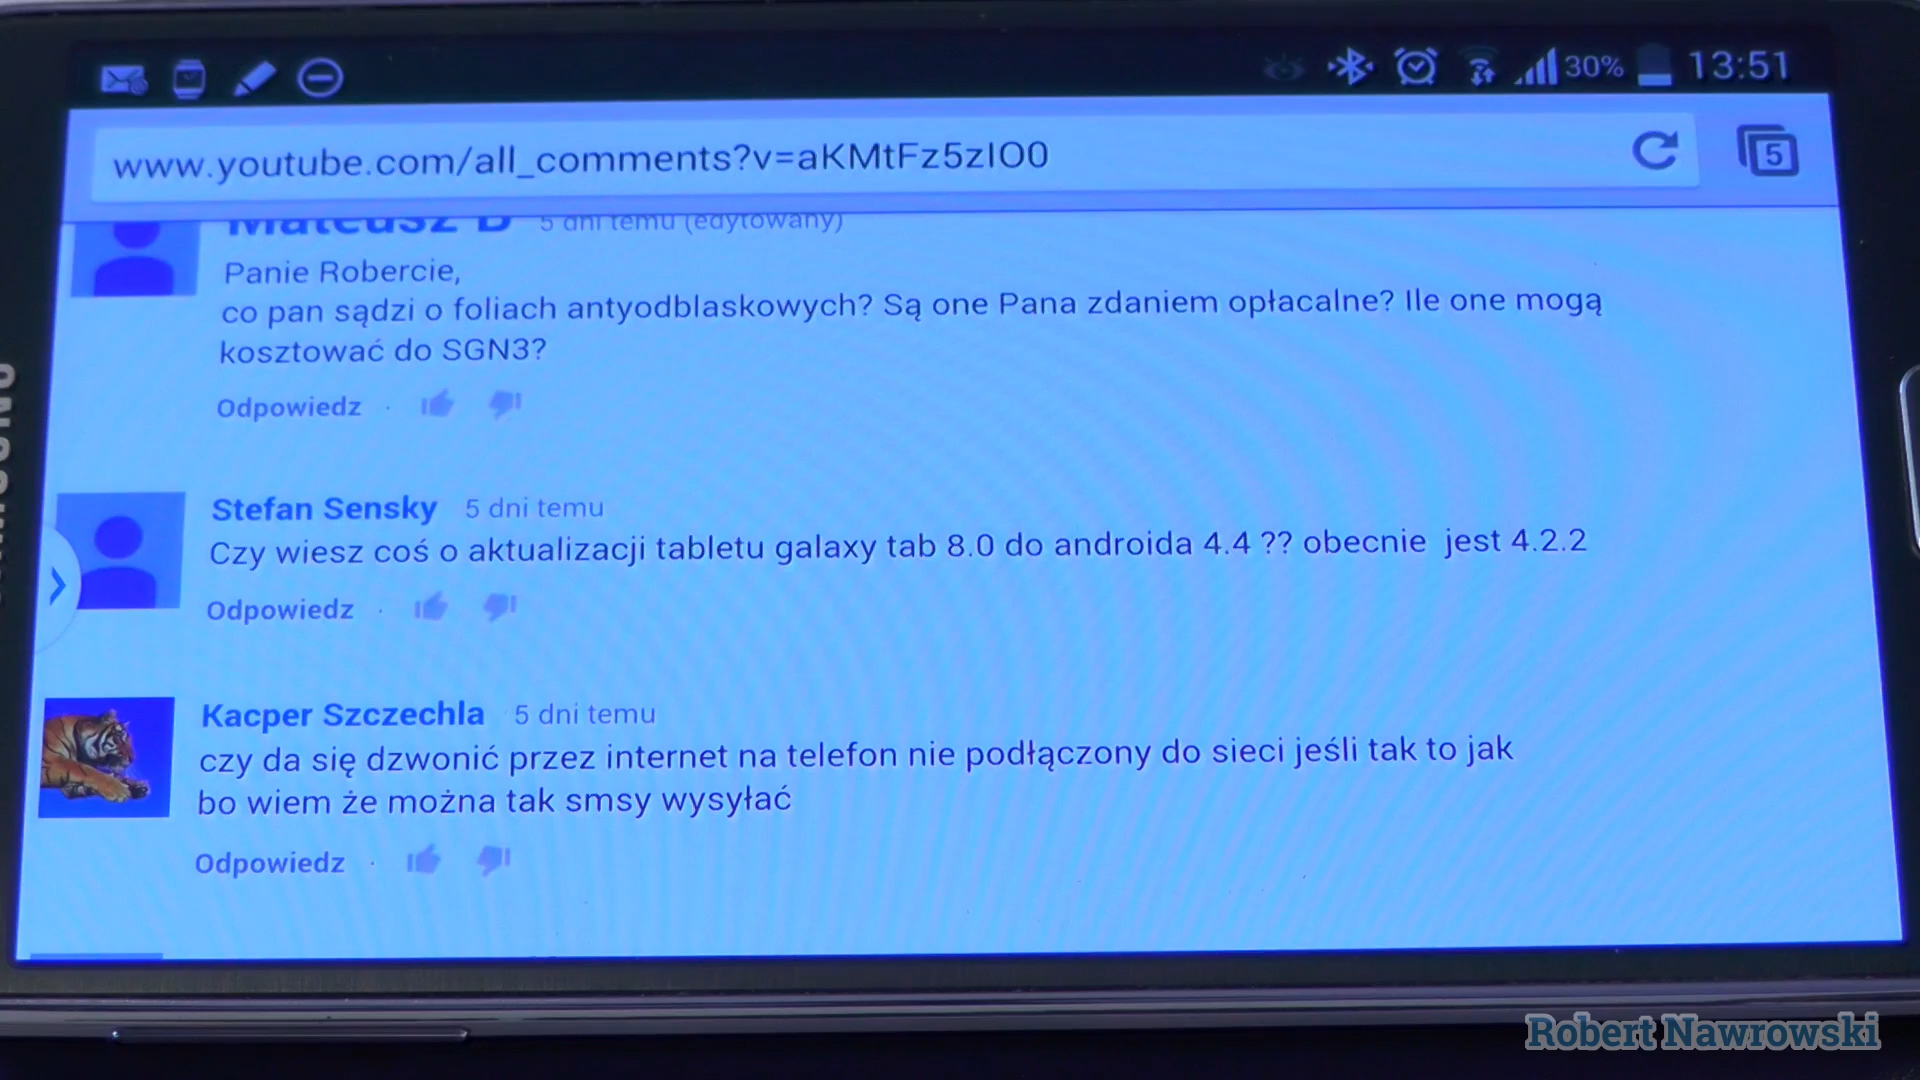 30% 13:51
www.youtube.com/all_comments?v=aKMtFz5zIO0
5
Mateusz B 5 dni temu (edytowany)
Panie Robercie,
co pan sądzi o foliach antyodblaskowych? Są one Pana zdaniem opłacalne? Ile one mogą
kosztować do SGN3?
Odpowiedz ·
Stefan Sensky 5 dni temu
Czy wiesz coś o aktualizacji tabletu galaxy tab 8.0 do androida 4.4 ?? obecnie jest 4.2.2
Odpowiedz ·
Kacper Szczechla 5 dni temu
czy da się dzwonić przez internet na telefon nie podłączony do sieci jeśli tak to jak
bo wiem że można tak smsy wysyłać
Odpowiedz ·
Robert Nawrowski